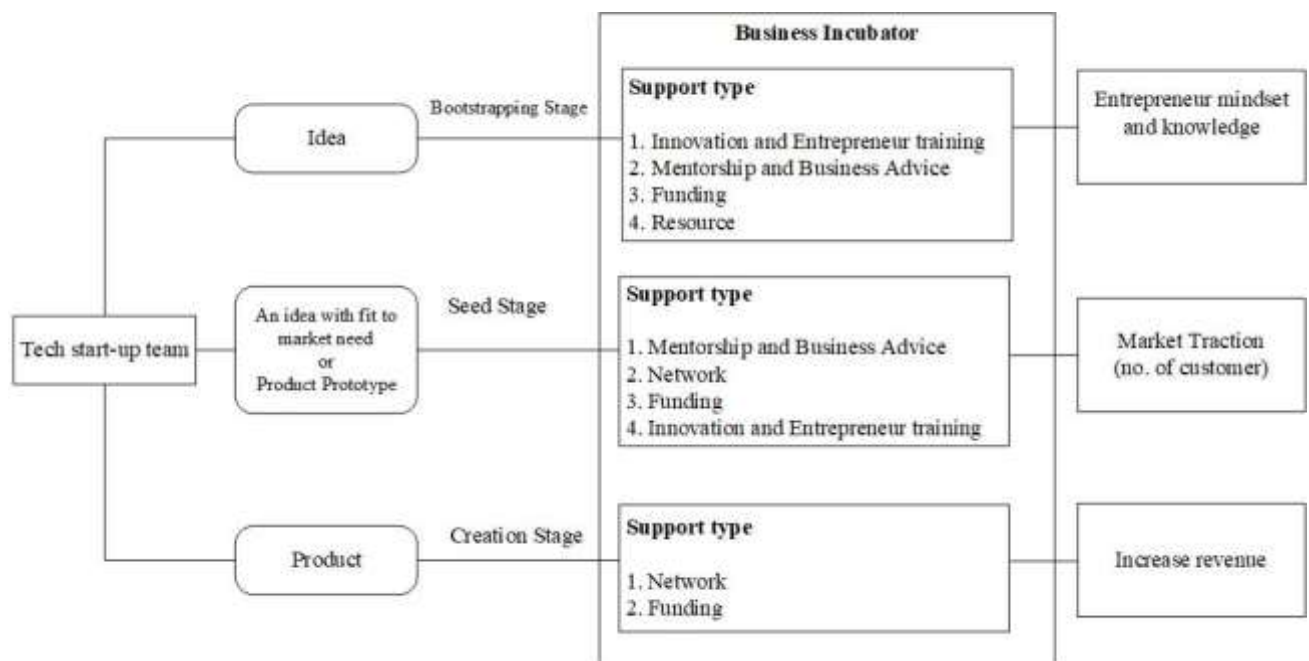 Business Incubator
Tech start-up team
Idea
Bootstrapping Stage
Support type
1. Innovation and Entrepreneur training
2. Mentorship and Business Advice
3. Funding
4. Resource
Entrepreneur mindset
and knowledge
An idea with fit to
market need
or
Product Prototype
Seed Stage
Support type
1. Mentorship and Business Advice
2. Network
3. Funding
4. Innovation and Entrepreneur training
Market Traction
(no. of customer)
Product
Creation Stage
Support type
1. Network
2. Funding
Increase revenue